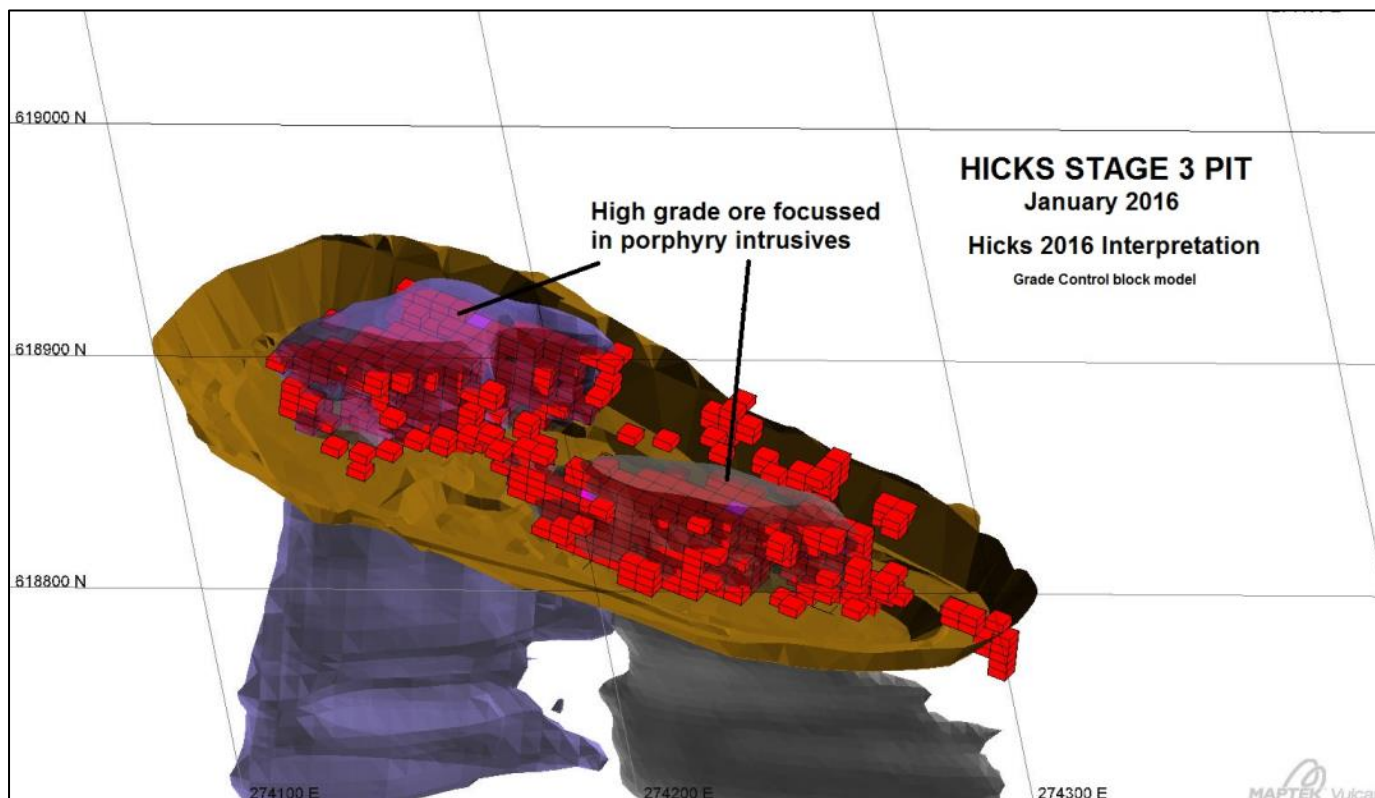 619000 N
HICKS STAGE 3 PIT
January 2016
High grade ore focussed
in porphyry intrusives
Hicks 2016 Interpretation
Grade Control block model
618900 N
618800 N
274100 E
274200 E
274300 E
MAPTEK Vulcan